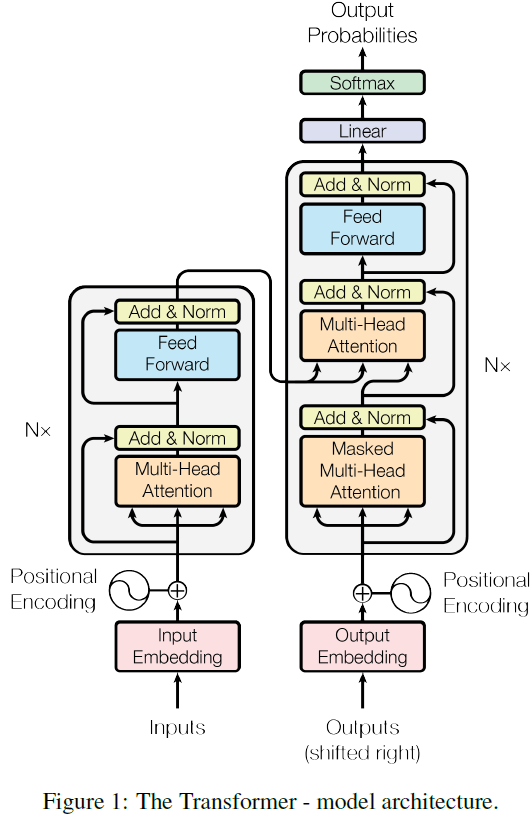 Output
Probabilities
Softmax
Linear
Add & Norm
Feed
Forward
Add & Norm
Multi-Head
Attention
Add & Norm
Masked
Multi-Head
Attention
N×
Add & Norm
Feed
Forward
Add & Norm
Multi-Head
Attention
N×
Positional
Encoding
Positional
Encoding
Input
Embedding
Output
Embedding
Inputs
Outputs
(shifted right)
Figure 1: The Transformer - model architecture.